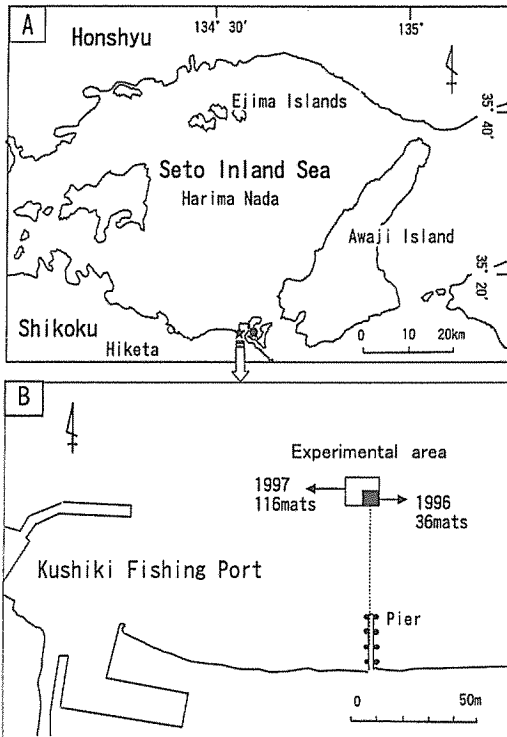 A
134° 30′
135°
Honshyu
Ejima Islands
35°
40′
Seto Inland Sea
Harima Nada
Awaji Island
35°
20′
Shikoku
Hiketa
0 10 20km
B
Experimental area
1997
116mats
1996
36mats
Kushiki Fishing Port
Pier
0 50m